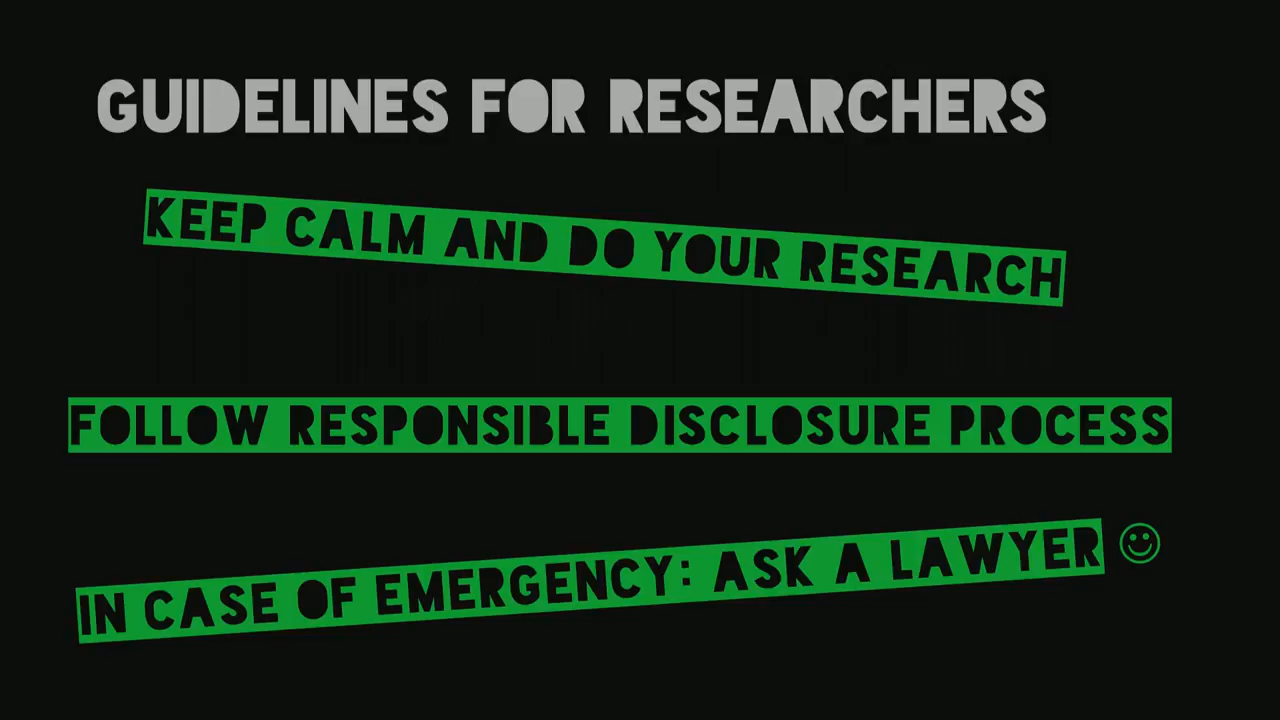 GUIDELINES FOR RESEARCHERS
KEEP CALM AND DO YOUR RESEARCH
FOLLOW RESPONSIBLE DISCLOSURE PROCESS
IN CASE OF EMERGENCY: ASK A LAWYER ☺